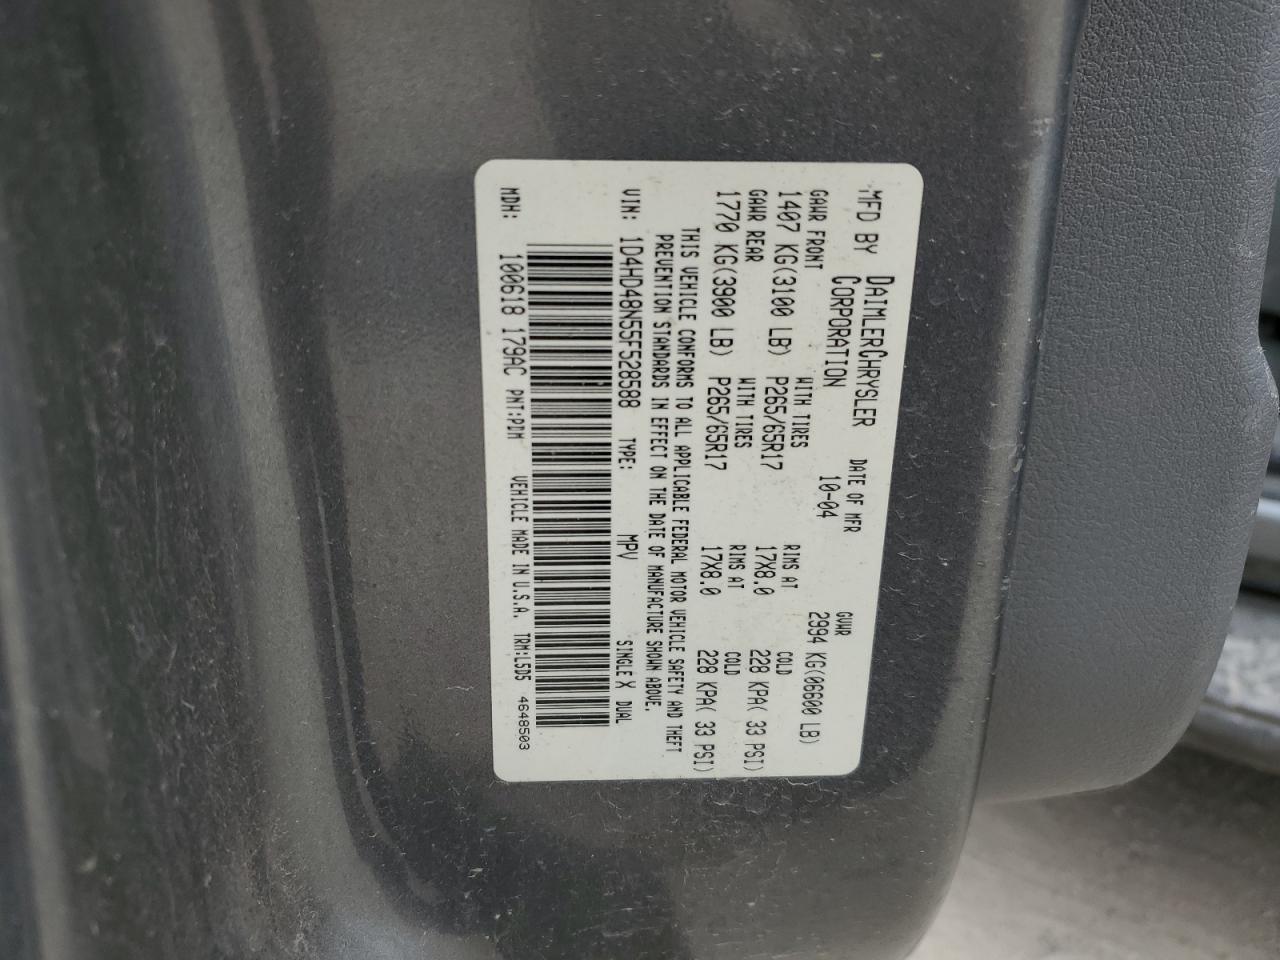 MFD BY DAIMLERCHRYSLER CORPORATION
DATE OF MFR 10-04
GVWR 2994 KG(06600 LB)
GAWR FRONT WITH TIRES RIMS AT COLD
1407 KG(3100 LB) P265/65R17 17X8.0 228 KPA( 33 PSI)
GAWR REAR WITH TIRES RIMS AT COLD
1770 KG(3900 LB) P265/65R17 17X8.0 228 KPA( 33 PSI)
THIS VEHICLE CONFORMS TO ALL APPLICABLE FEDERAL MOTOR VEHICLE SAFETY AND THEFT
PREVENTION STANDARDS IN EFFECT ON THE DATE OF MANUFACTURE SHOWN ABOVE.
VIN: 1D4HD48N55F528588 TYPE: MPV SINGLE X DUAL
MDH: 100618 179AC PNT:PDM VEHICLE MADE IN U.S.A. TRM:L5D5 4648503